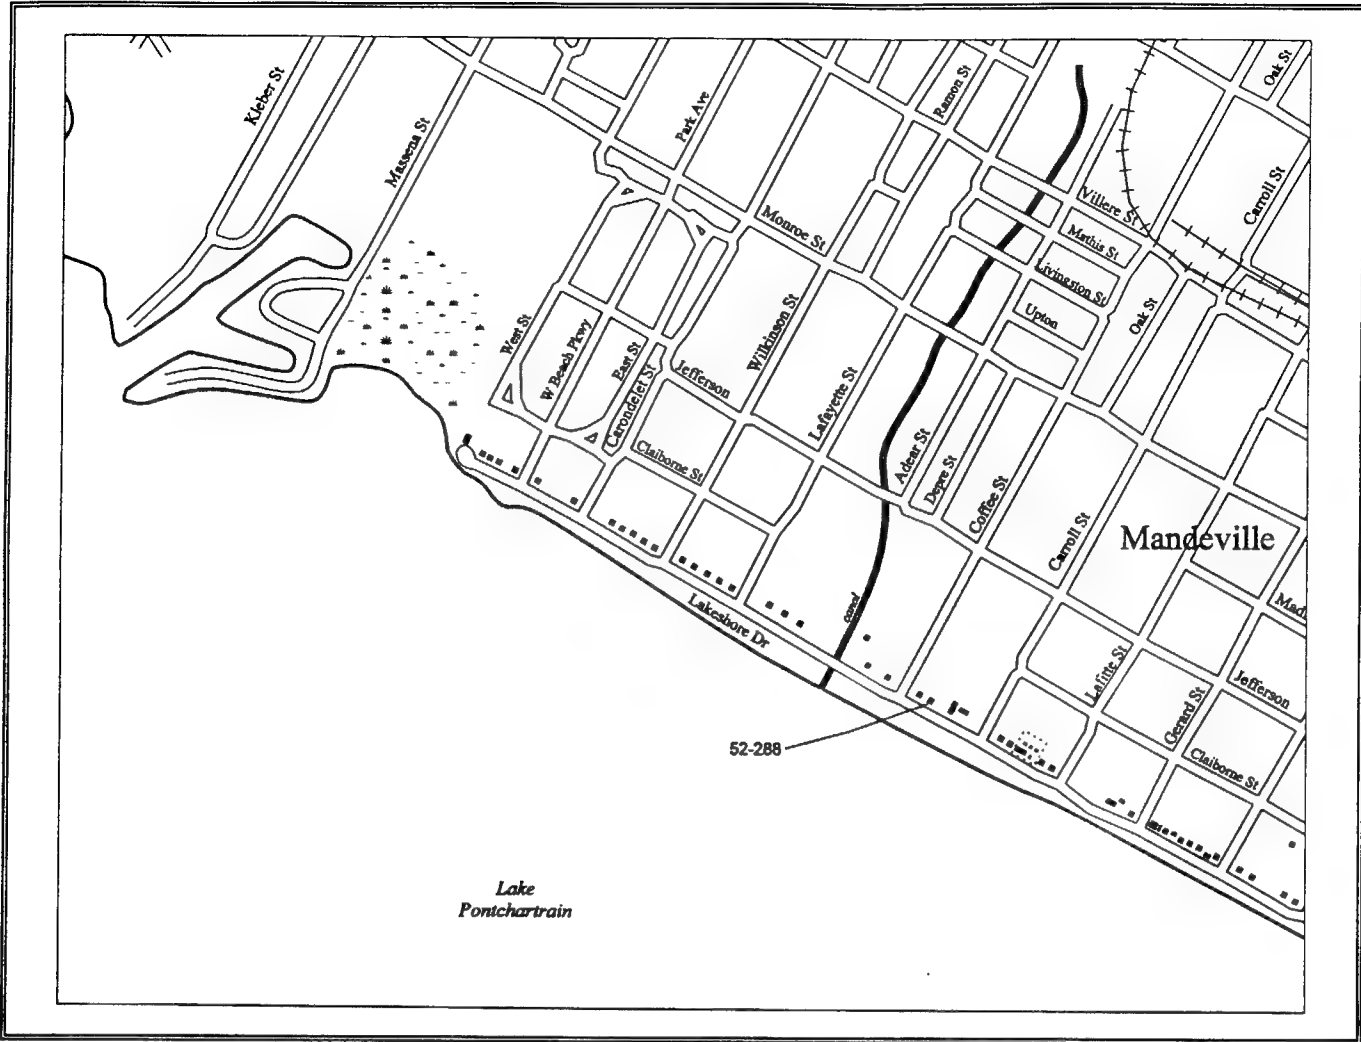 Kleber St
Massena St
Park Ave
Ramon St
Oak St
Carroll St
Villere St
Mathis St
Livingston St
Upton
Oak St
Monroe St
West St
W Beach Pkwy
East St
Carondelet St
Jefferson
Wilkinson St
Lafayette St
Claiborne St
Adear St
Depre St
Coffee St
Carroll St
Mandeville
canal
Lakeshore Dr
Lafitte St
Gerard St
Jefferson
Claiborne St
Mad
52-288
Lake
Pontchartrain